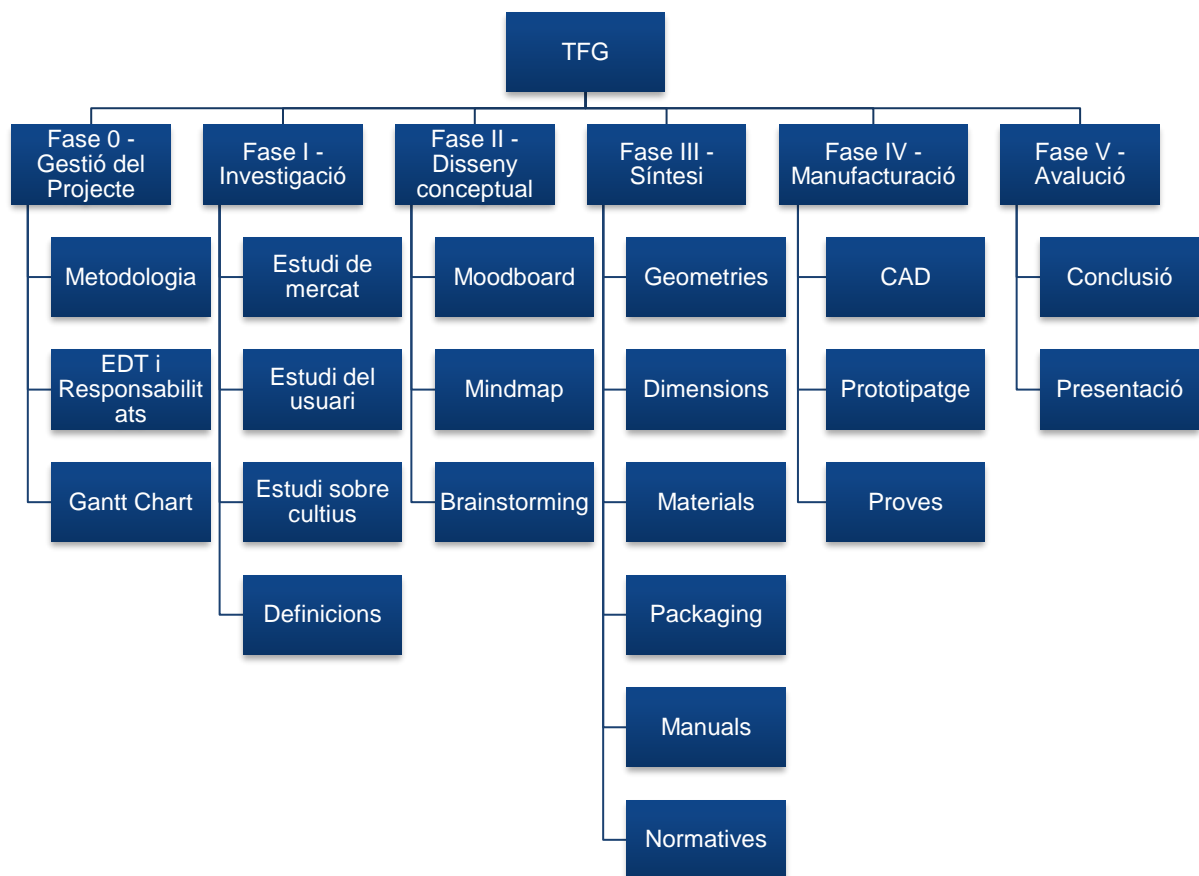 TFG
Fase 0 -
Gestió del
Projecte
Metodologia
EDT i
Responsabilit
ats
Gantt Chart
Fase I -
Investigació
Estudi de
mercat
Estudi del
usuari
Estudi sobre
cultius
Definicions
Fase II -
Disseny
conceptual
Moodboard
Mindmap
Brainstorming
Fase III -
Síntesi
Geometries
Dimensions
Materials
Packaging
Manuals
Normatives
Fase IV -
Manufacturació
CAD
Prototipatge
Proves
Fase V -
Avalució
Conclusió
Presentació